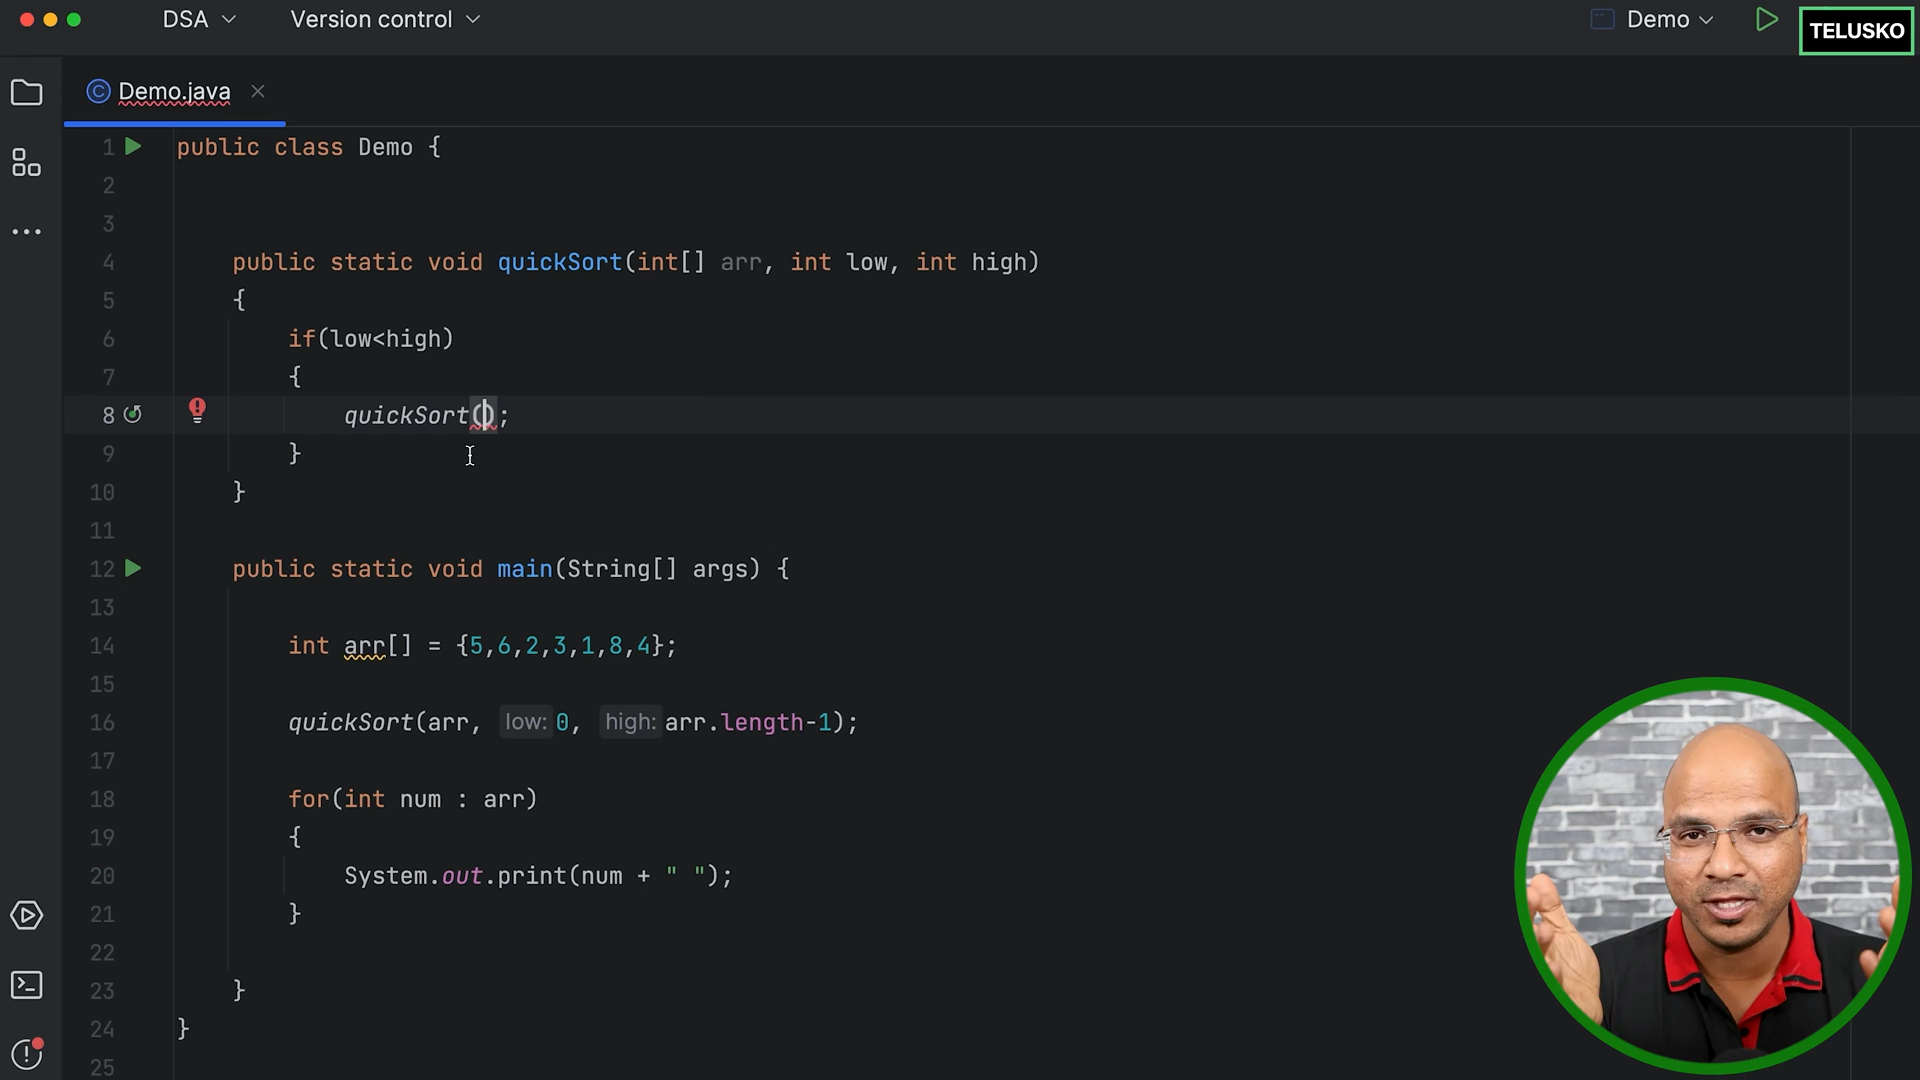 DSA Version control Demo TELUSKO
Demo.java
1 public class Demo {
2
3
4 public static void quickSort(int[] arr, int low, int high)
5 {
6 if(low<high)
7 {
8 quickSort();
9 }
10 }
11
12 public static void main(String[] args) {
13
14 int arr[] = {5,6,2,3,1,8,4};
15
16 quickSort(arr, low: 0, high: arr.length-1);
17
18 for(int num : arr)
19 {
20 System.out.print(num + " ");
21 }
22
23 }
24 }
25